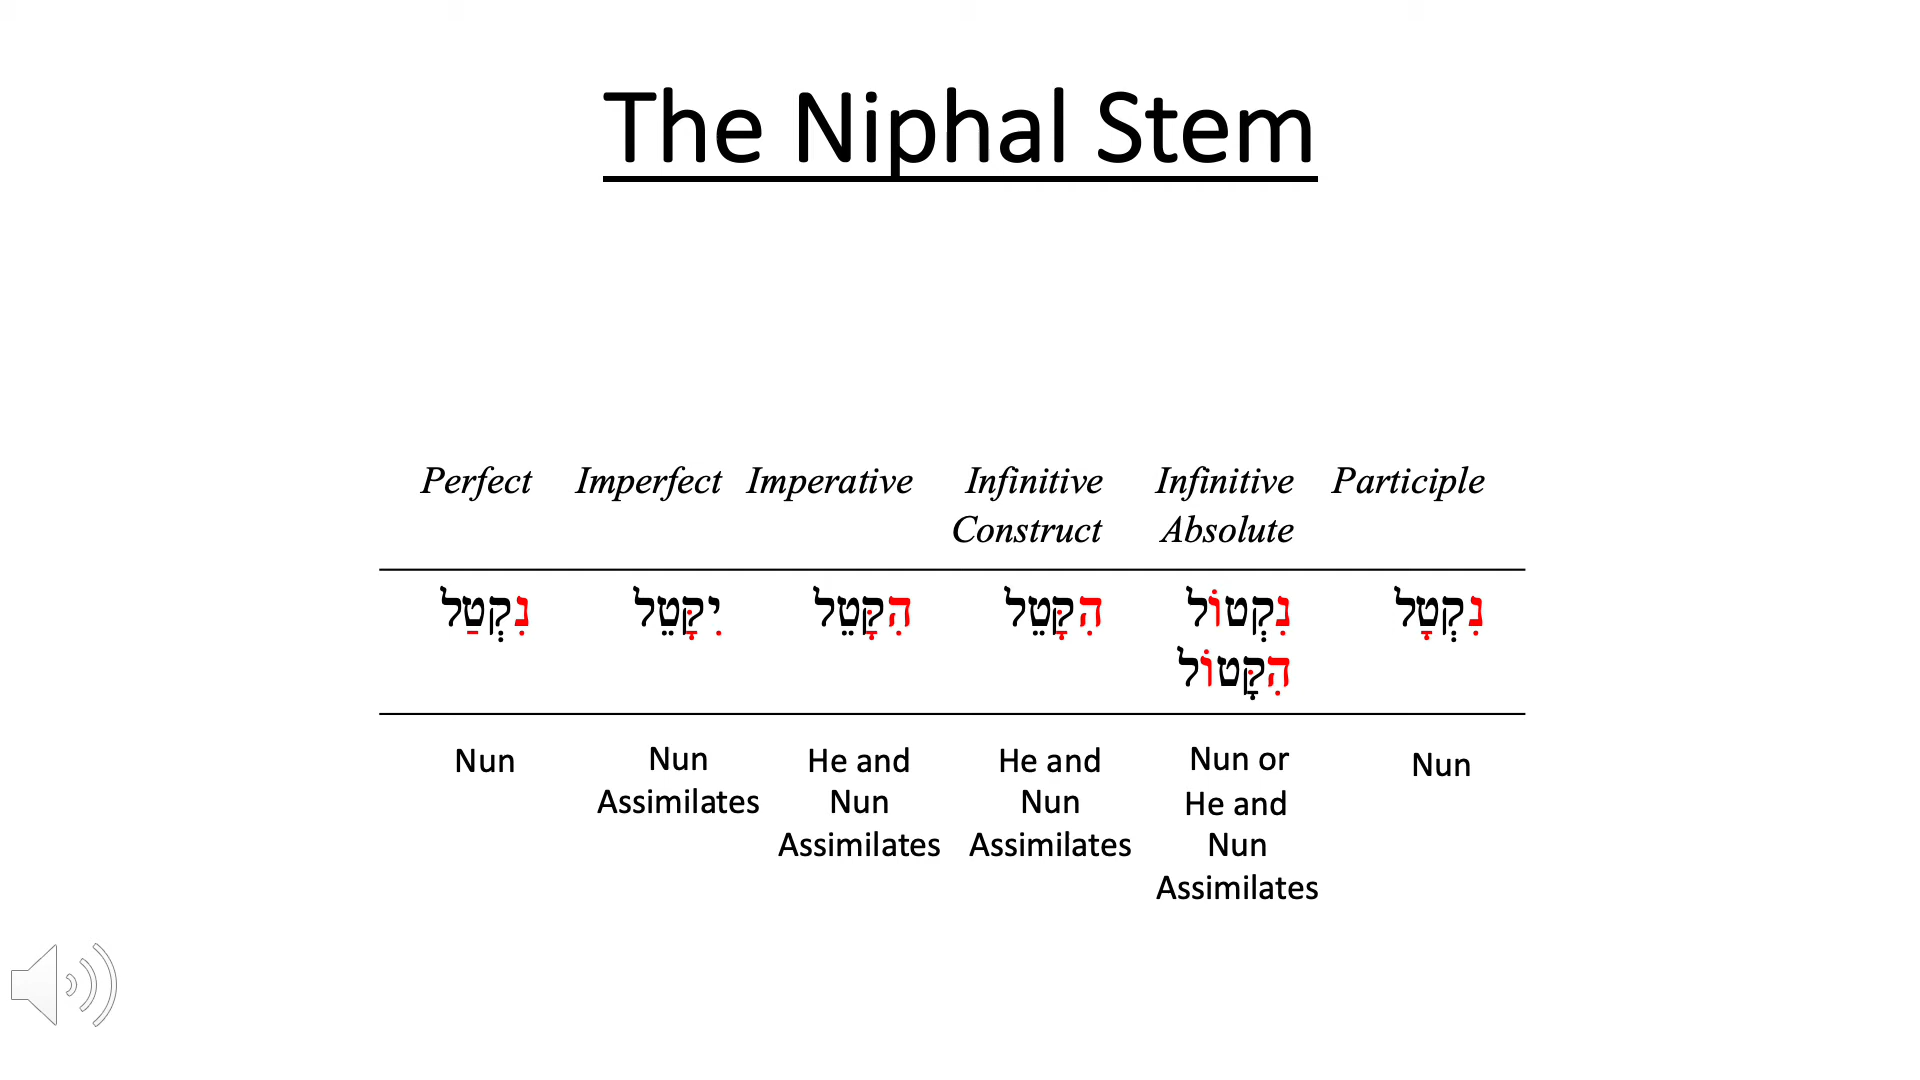 The Niphal Stem
Perfect Imperfect Imperative Infinitive Construct Infinitive Absolute Participle
נִקְטַל יִקָּטֵל הִקָּטֵל הִקָּטֵל נִקְטוֹל נִקְטָל
הִקָּטוֹל
Nun Nun Assimilates He and Nun Assimilates He and Nun Assimilates Nun or He and Nun Assimilates Nun